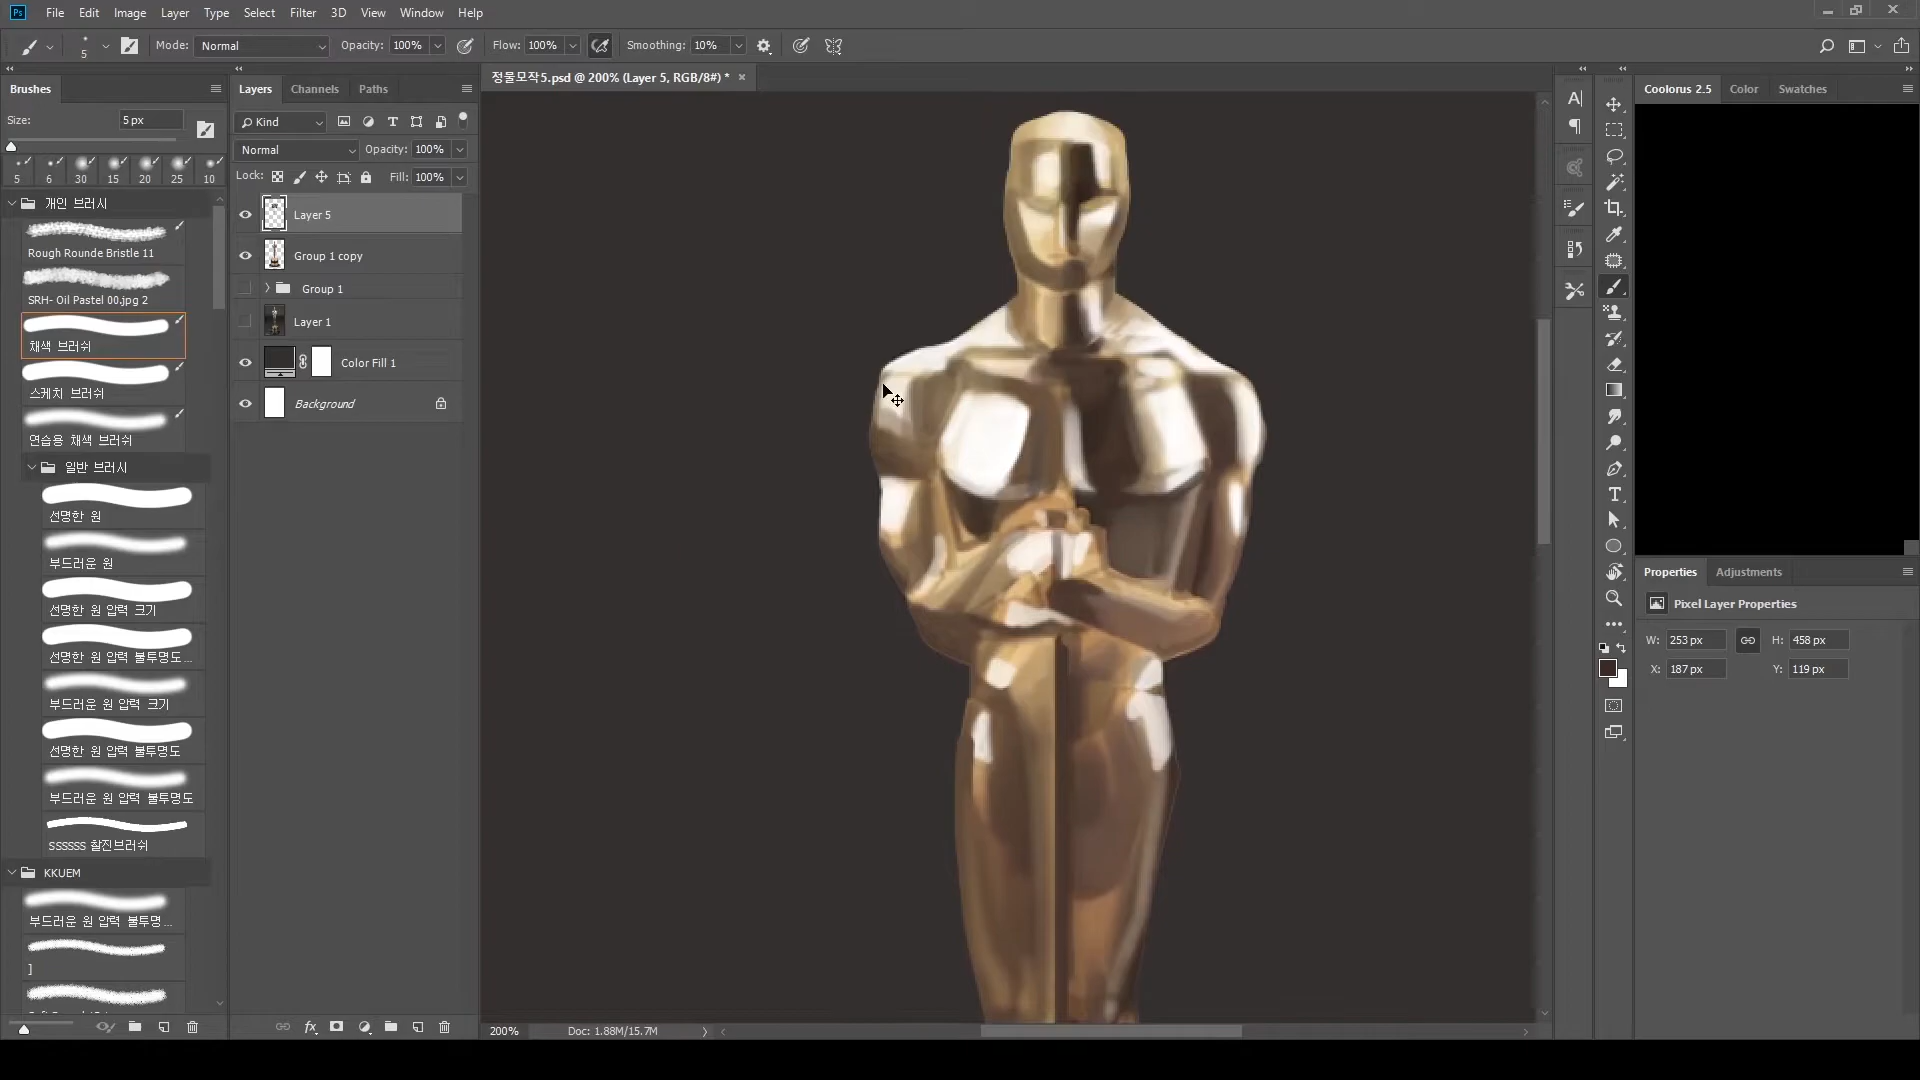 Ps File Edit Image Layer Type Select Filter 3D View Window Help
5 Mode: Normal Opacity: 100% Flow: 100% Smoothing: 10%
Brushes
Size: 5 px
5 6 30 15 20 25 10
개인 브러시
Rough Rounde Bristle 11
SRH- Oil Pastel 00.jpg 2
채색 브러쉬
스케치 브러쉬
연습용 채색 브러쉬
일반 브러시
선명한 원
부드러운 원
선명한 원 압력 크기
선명한 원 압력 불투명도...
부드러운 원 압력 크기
선명한 원 압력 불투명도
부드러운 원 압력 불투명도
ssssss 찰진브러쉬
KKUEM
부드러운 원 압력 불투명...
]
Layers Channels Paths
Kind
Normal Opacity: 100%
Lock: Fill: 100%
Layer 5
Group 1 copy
Group 1
Layer 1
Color Fill 1
Background
fx
정물모작5.psd @ 200% (Layer 5, RGB/8#) *
200% Doc: 1.88M/15.7M
Coolorus 2.5 Color Swatches
Properties Adjustments
Pixel Layer Properties
W: 253 px H: 458 px
X: 187 px Y: 119 px